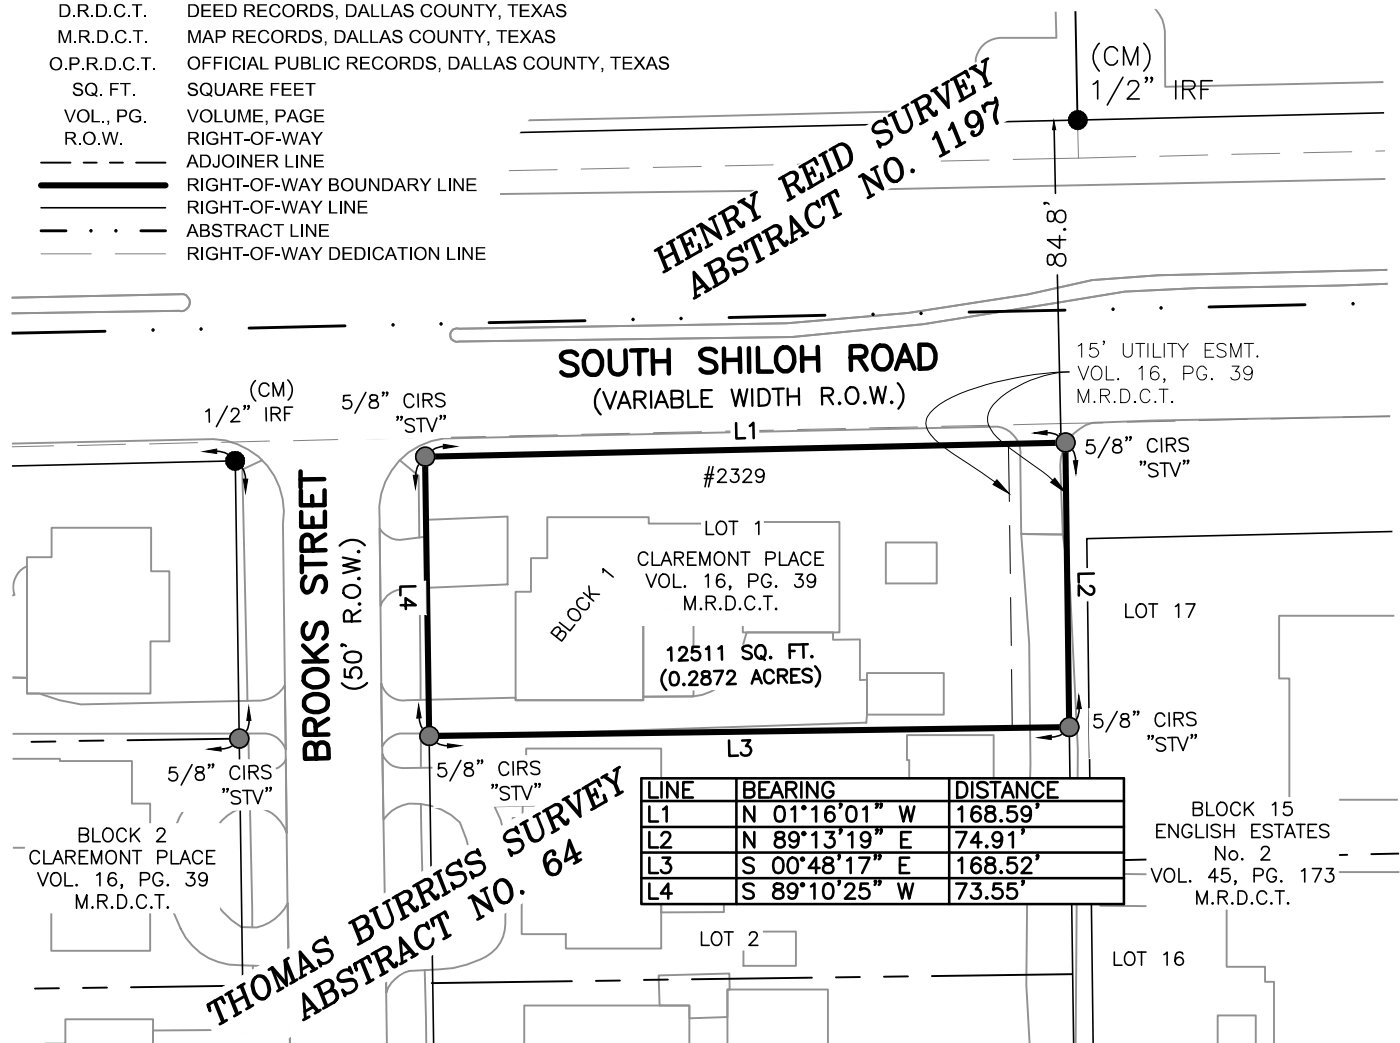 D.R.D.C.T. DEED RECORDS, DALLAS COUNTY, TEXAS
M.R.D.C.T. MAP RECORDS, DALLAS COUNTY, TEXAS
O.P.R.D.C.T. OFFICIAL PUBLIC RECORDS, DALLAS COUNTY, TEXAS
SQ. FT. SQUARE FEET
VOL., PG. VOLUME, PAGE
R.O.W. RIGHT-OF-WAY
ADJOINER LINE
RIGHT-OF-WAY BOUNDARY LINE
RIGHT-OF-WAY LINE
ABSTRACT LINE
RIGHT-OF-WAY DEDICATION LINE
HENRY REID SURVEY
ABSTRACT NO. 1197
(CM)
1/2" IRF
84.8'
SOUTH SHILOH ROAD
(VARIABLE WIDTH R.O.W.)
15' UTILITY ESMT.
VOL. 16, PG. 39
M.R.D.C.T.
(CM)
1/2" IRF
5/8" CIRS
"STV"
L1
5/8" CIRS
"STV"
#2329
BROOKS STREET
(50' R.O.W.)
L4
BLOCK 1
LOT 1
CLAREMONT PLACE
VOL. 16, PG. 39
M.R.D.C.T.
12511 SQ. FT.
(0.2872 ACRES)
L2
LOT 17
5/8" CIRS
"STV"
5/8" CIRS
"STV"
5/8" CIRS
"STV"
L3
LINE BEARING DISTANCE
L1 N 01°16'01" W 168.59'
L2 N 89°13'19" E 74.91'
L3 S 00°48'17" E 168.52'
L4 S 89°10'25" W 73.55'
BLOCK 2
CLAREMONT PLACE
VOL. 16, PG. 39
M.R.D.C.T.
THOMAS BURRISS SURVEY
ABSTRACT NO. 64
BLOCK 15
ENGLISH ESTATES
No. 2
VOL. 45, PG. 173
M.R.D.C.T.
LOT 2
LOT 16